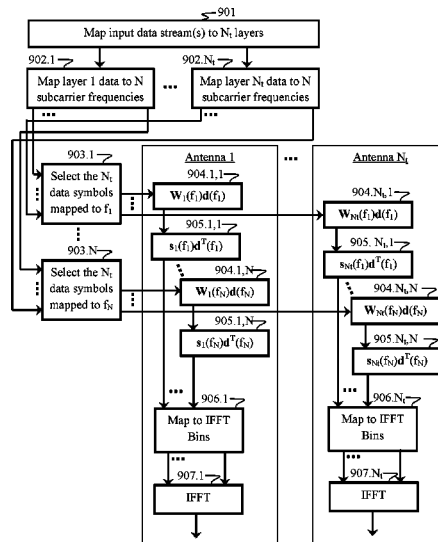 901
Map input data stream(s) to Nt layers
902.1
902.Nt
Map layer 1 data to N
subcarrier frequencies
...
Map layer Nt data to N
subcarrier frequencies
...
...
903.1
Select the Nt
data symbols
mapped to f1
903.N
Select the Nt
data symbols
mapped to fN
Antenna 1
904.1,1
W1(f1)d(f1)
905.1,1
s1(f1)dT(f1)
904.1,N
W1(fN)d(fN)
905.1,N
s1(fN)dT(fN)
...
906.1
Map to IFFT
Bins
...
907.1
IFFT
...
Antenna Nt
904.Nt,1
WNt(f1)d(f1)
905. Nt,1
sNt(f1)dT(f1)
904.Nt,N
WNt(fN)d(fN)
905.Nt,N
sNt(fN)dT(fN)
...
906.Nt
Map to IFFT
Bins
...
907.Nt
IFFT